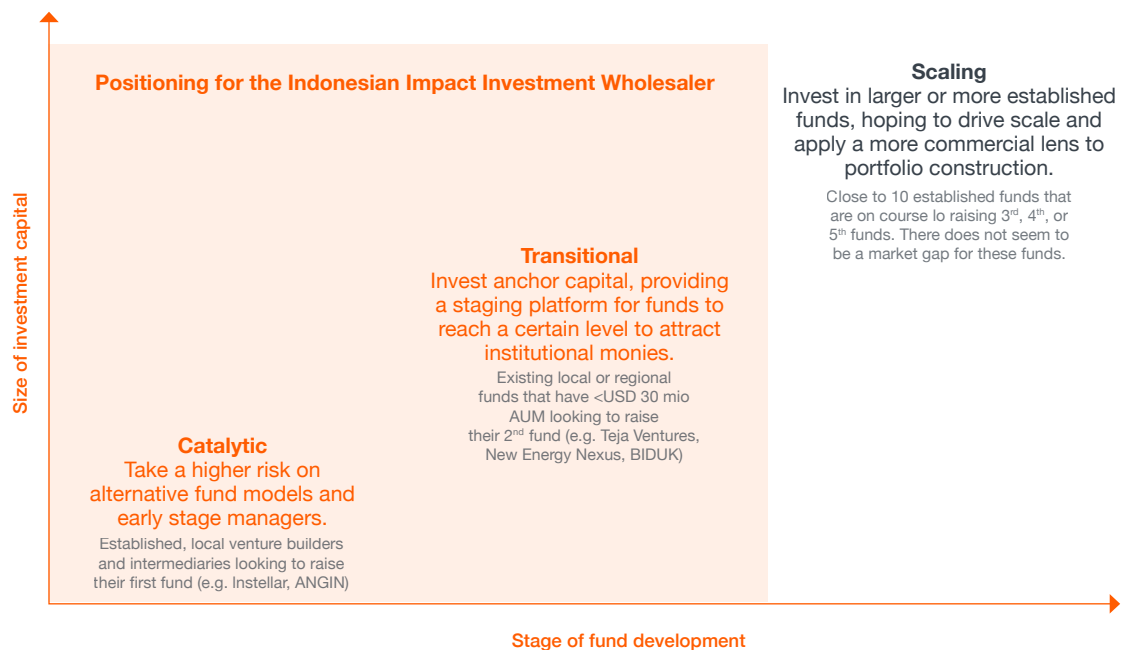 Positioning for the Indonesian Impact Investment Wholesaler
Scaling
Invest in larger or more established
funds, hoping to drive scale and
apply a more commercial lens to
portfolio construction.
Close to 10 established funds that
are on course lo raising 3rd, 4th, or
5th funds. There does not seem to
be a market gap for these funds.
Transitional
Invest anchor capital, providing
a staging platform for funds to
reach a certain level to attract
institutional monies.
Existing local or regional
funds that have <USD 30 mio
AUM looking to raise
their 2nd fund (e.g. Teja Ventures,
New Energy Nexus, BIDUK)
Catalytic
Take a higher risk on
alternative fund models and
early stage managers.
Established, local venture builders
and intermediaries looking to raise
their first fund (e.g. Instellar, ANGIN)
Size of investment capital
Stage of fund development